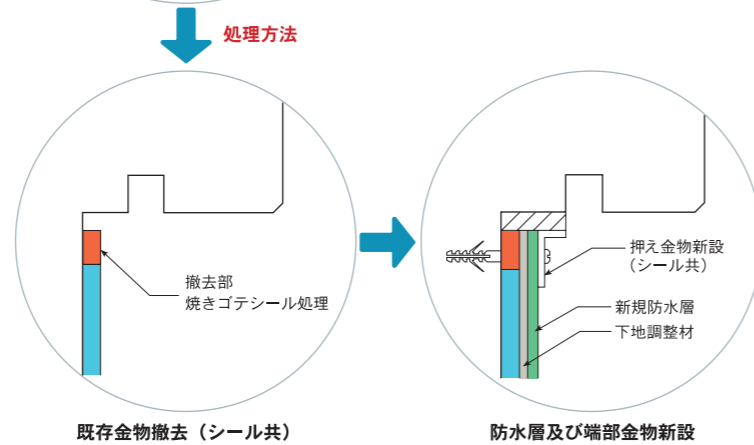 処理方法
撤去部
焼きゴテシール処理
既存金物撤去（シール共）
押え金物新設
（シール共）
新規防水層
下地調整材
防水層及び端部金物新設